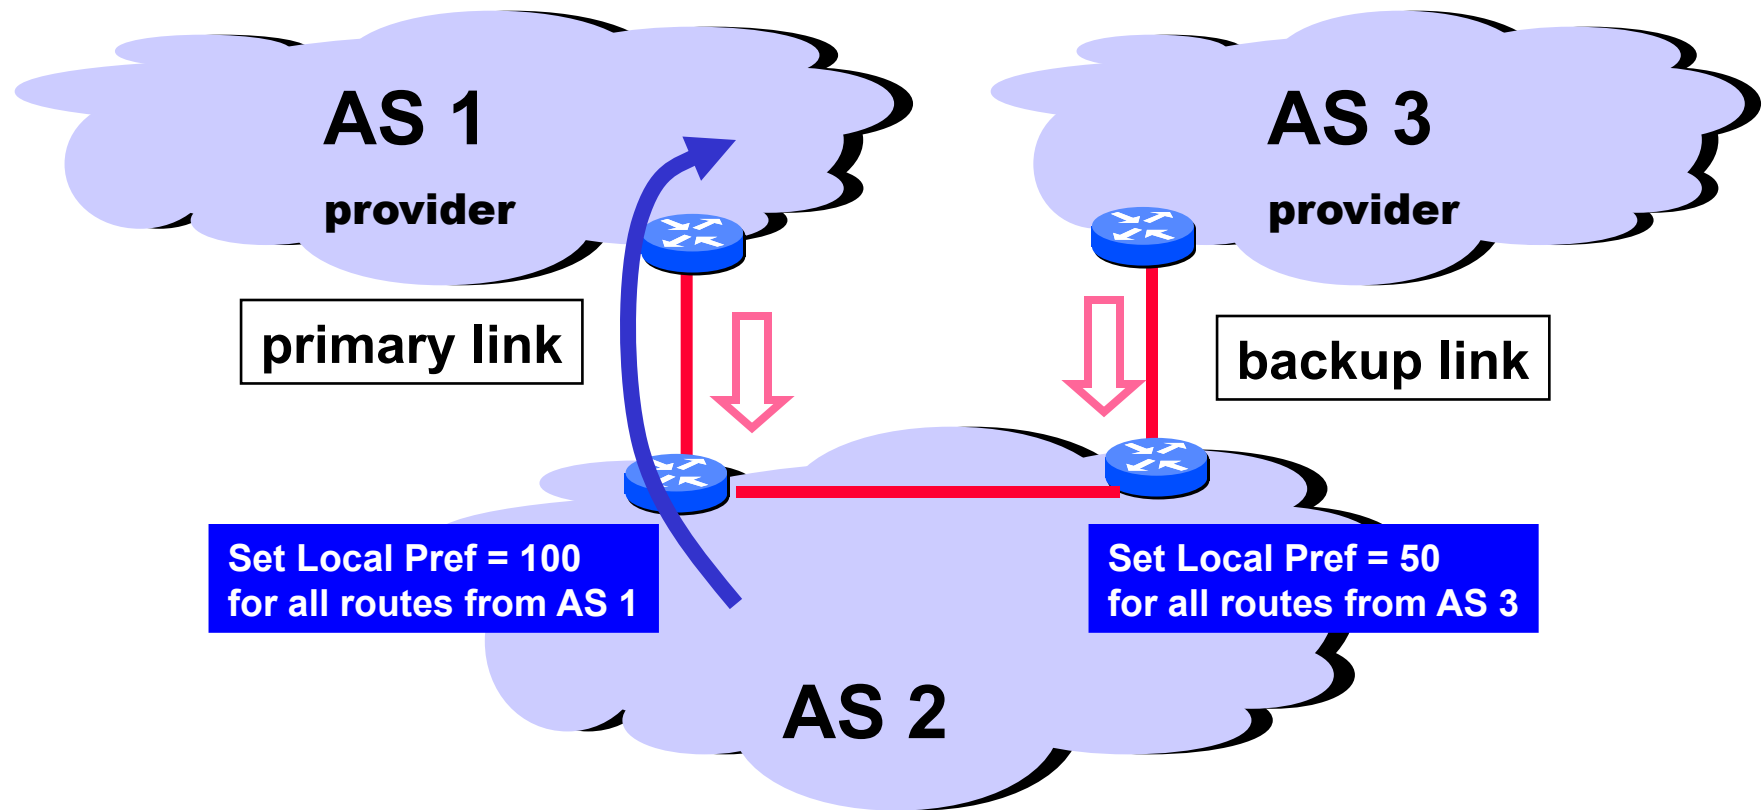 AS 1
provider
AS 3
provider
primary link
backup link
Set Local Pref = 100
for all routes from AS 1
Set Local Pref = 50
for all routes from AS 3
AS 2